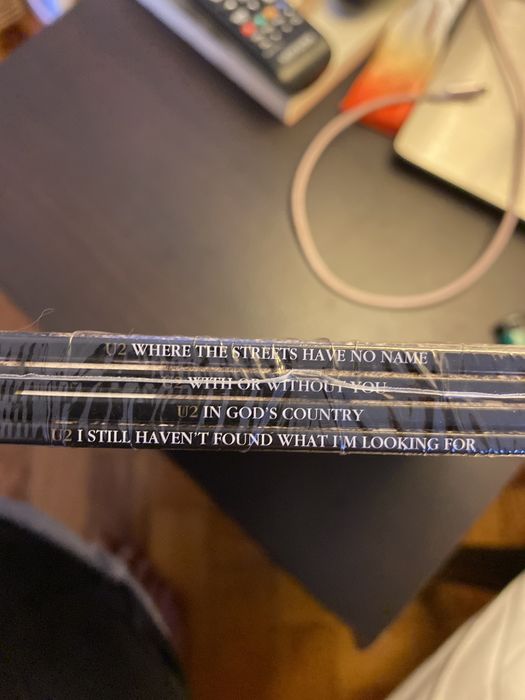 U2 WHERE THE STREETS HAVE NO NAME
U2 WITH OR WITHOUT YOU
U2 IN GOD'S COUNTRY
U2 I STILL HAVEN'T FOUND WHAT I'M LOOKING FOR